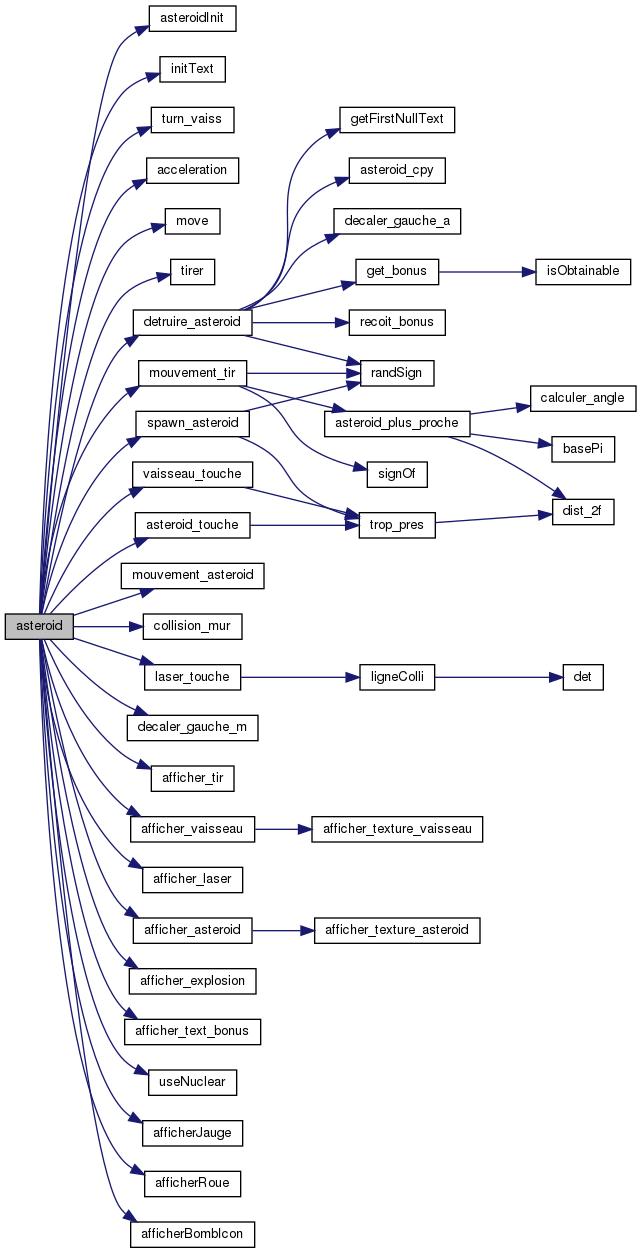 asteroidInit
initText
turn_vaiss
getFirstNullText
acceleration
asteroid_cpy
move
decaler_gauche_a
tirer
get_bonus
isObtainable
detruire_asteroid
recoit_bonus
mouvement_tir
randSign
calculer_angle
spawn_asteroid
asteroid_plus_proche
basePi
vaisseau_touche
signOf
dist_2f
asteroid_touche
trop_pres
mouvement_asteroid
asteroid
collision_mur
laser_touche
ligneColli
det
decaler_gauche_m
afficher_tir
afficher_vaisseau
afficher_texture_vaisseau
afficher_laser
afficher_asteroid
afficher_texture_asteroid
afficher_explosion
afficher_text_bonus
useNuclear
afficherJauge
afficherRoue
afficherBombIcon